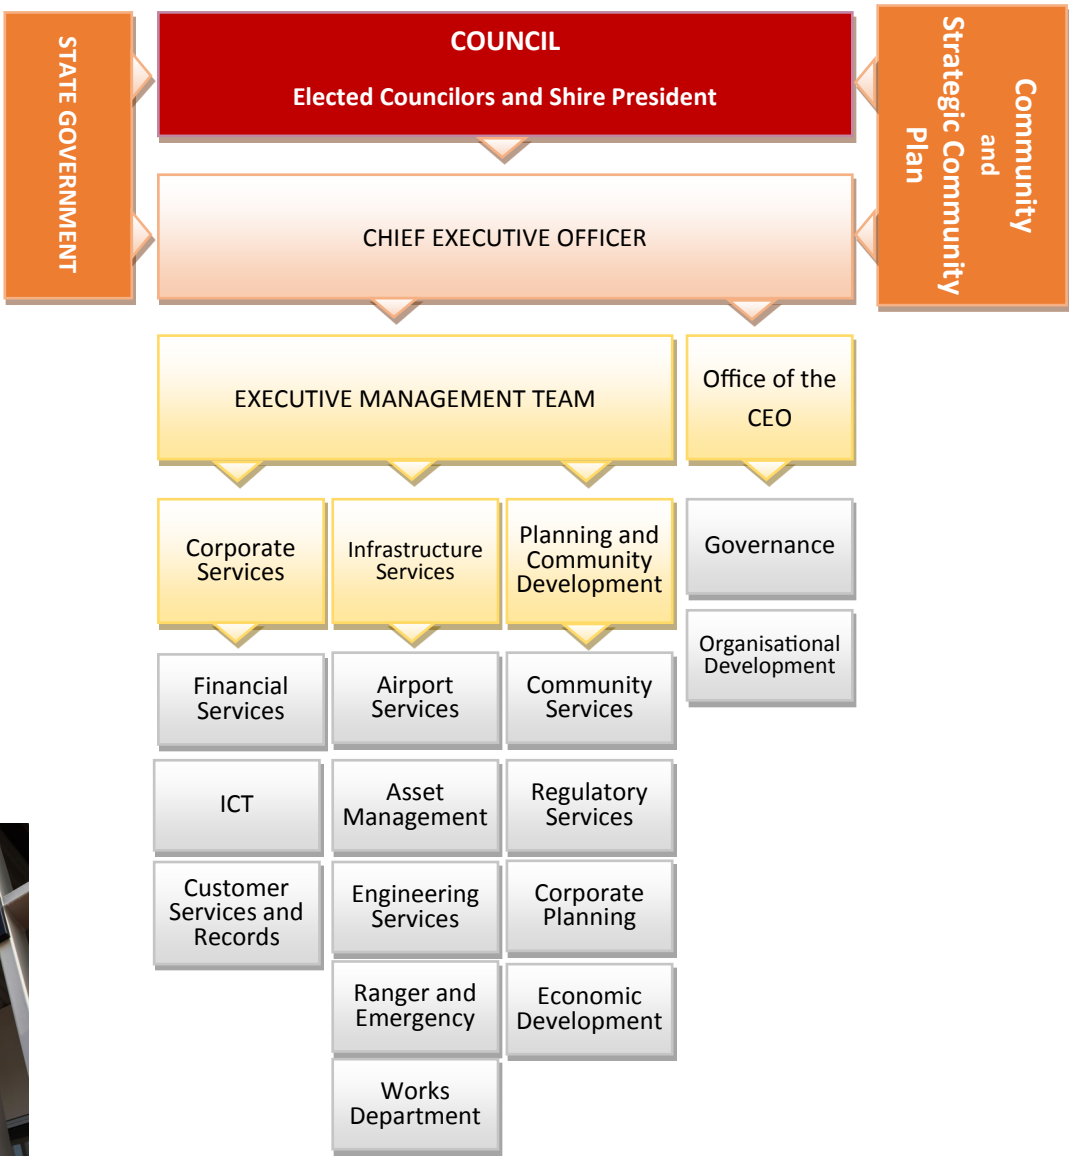 STATE GOVERNMENT
COUNCIL
Elected Councilors and Shire President
Community
and
Strategic Community
Plan
CHIEF EXECUTIVE OFFICER
EXECUTIVE MANAGEMENT TEAM
Office of the
CEO
Corporate
Services
Infrastructure
Services
Planning and
Community
Development
Governance
Organisational
Development
Financial
Services
Airport
Services
Community
Services
ICT
Asset
Management
Regulatory
Services
Customer
Services and
Records
Engineering
Services
Corporate
Planning
Ranger and
Emergency
Economic
Development
Works
Department